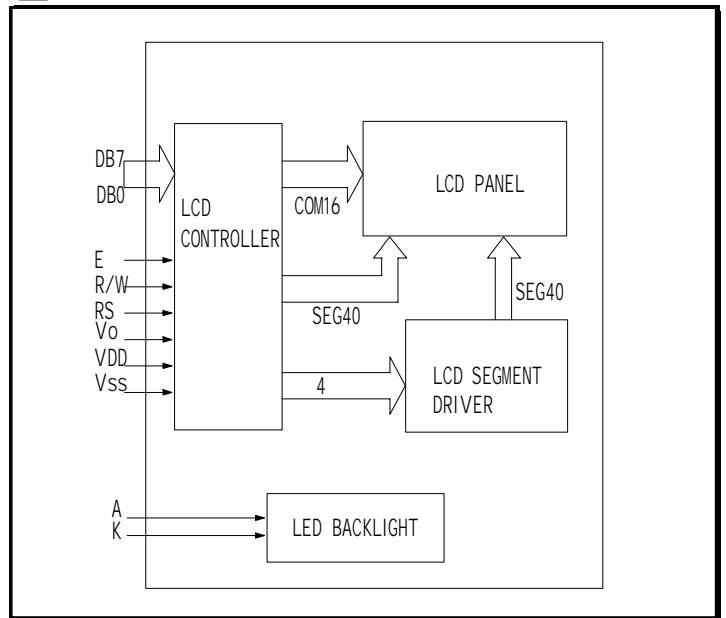 DB7
DB0
E
R/W
RS
Vo
VDD
Vss
LCD
CONTROLLER
COM16
SEG40
4
LCD PANEL
SEG40
LCD SEGMENT
DRIVER
A
K
LED BACKLIGHT